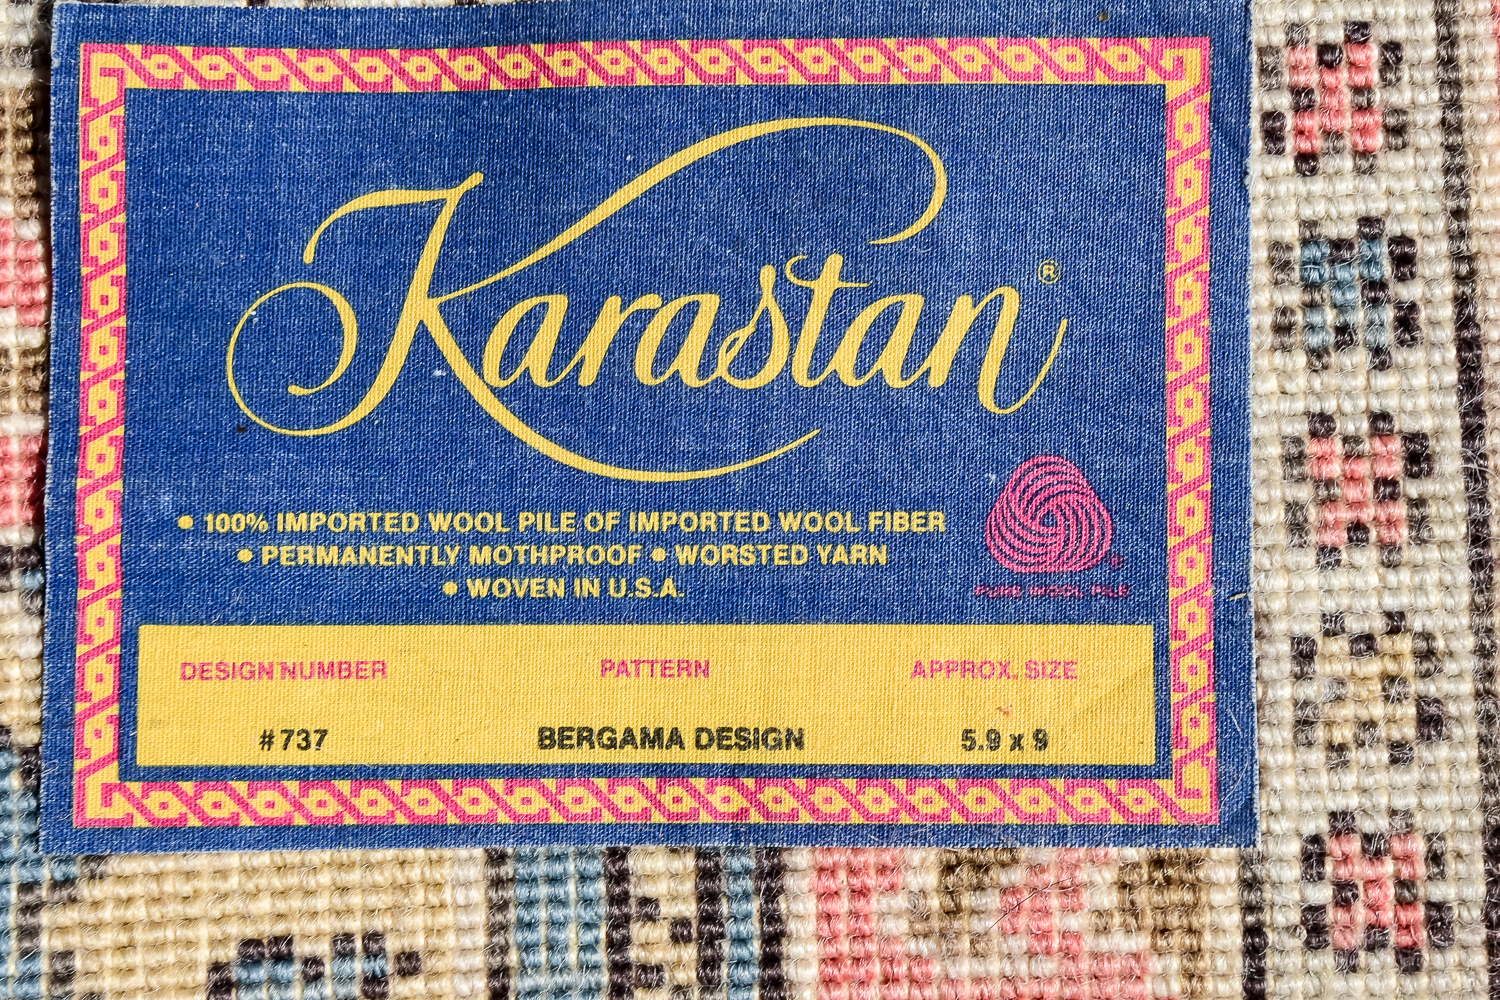 Karastan®
• 100% IMPORTED WOOL PILE OF IMPORTED WOOL FIBER
• PERMANENTLY MOTHPROOF • WORSTED YARN
• WOVEN IN U.S.A.
PURE WOOL PILE
DESIGN NUMBER PATTERN APPROX. SIZE
#737 BERGAMA DESIGN 5.9 x 9